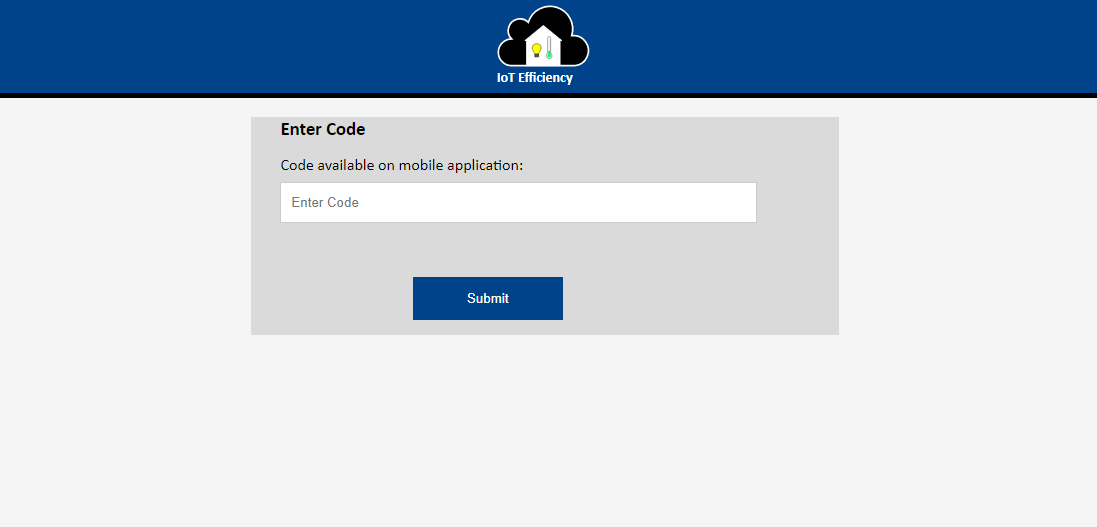 IoT Efficiency
Enter Code
Code available on mobile application:
Enter Code
Submit